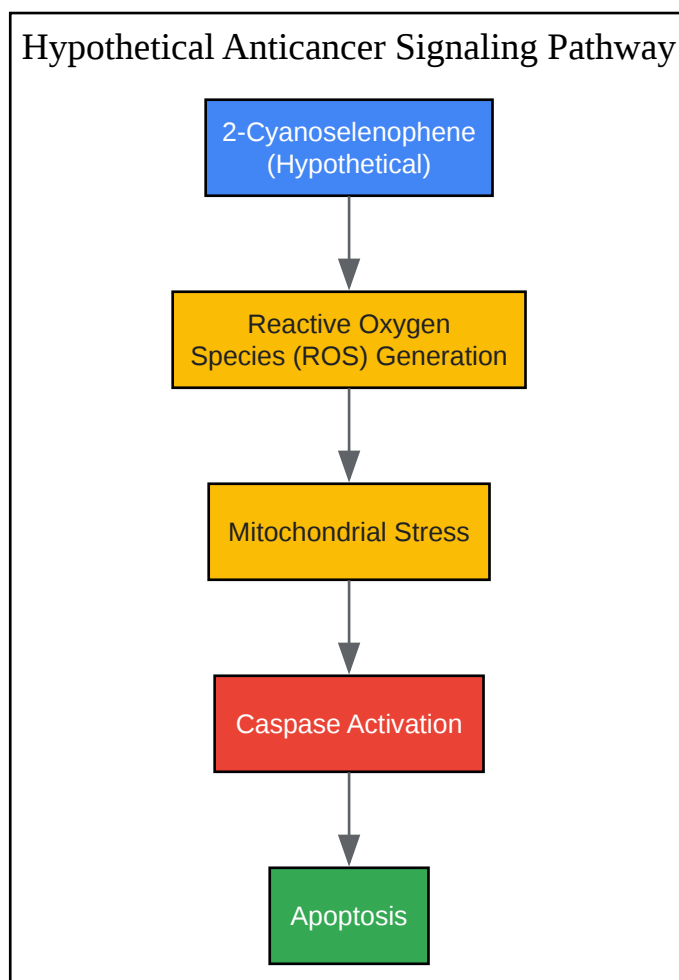 Hypothetical Anticancer Signaling Pathway
2-Cyanoselenophene
(Hypothetical)
Reactive Oxygen
Species (ROS) Generation
Mitochondrial Stress
Caspase Activation
Apoptosis